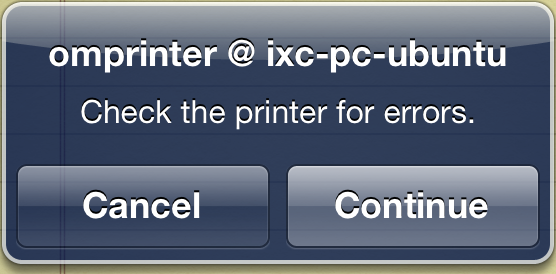 omprinter @ ixc-pc-ubuntu
Check the printer for errors.
Cancel
Continue